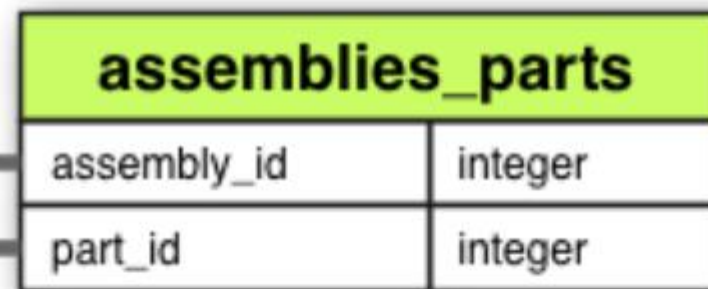 assemblies_parts
assembly_id integer
part_id integer